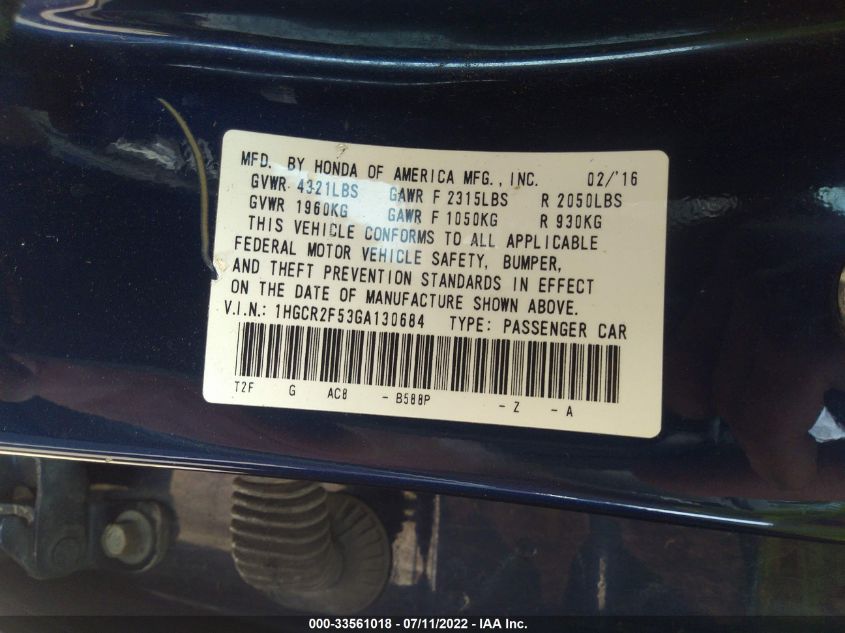 MFD. BY HONDA OF AMERICA MFG., INC. 02/'16
GVWR 4321LBS GAWR F 2315LBS R 2050LBS
GVWR 1960KG GAWR F 1050KG R 930KG
THIS VEHICLE CONFORMS TO ALL APPLICABLE
FEDERAL MOTOR VEHICLE SAFETY, BUMPER,
AND THEFT PREVENTION STANDARDS IN EFFECT
ON THE DATE OF MANUFACTURE SHOWN ABOVE.
V.I.N.: 1HGCR2F53GA130684 TYPE: PASSENGER CAR
T2F G AC8 - B588P - Z - A
000-33561018 - 07/11/2022 - IAA Inc.